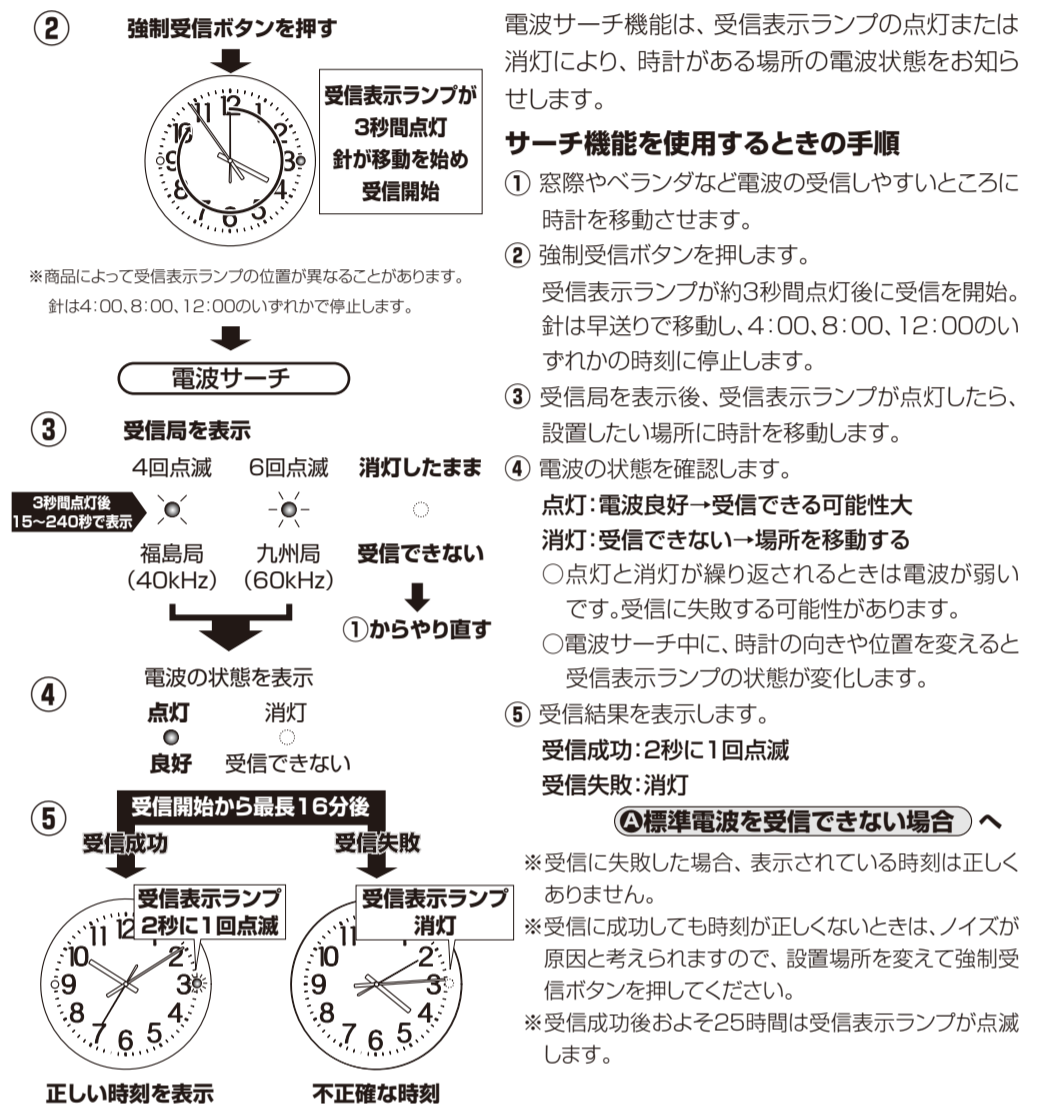 ② 強制受信ボタンを押す
受信表示ランプが
3秒間点灯
針が移動を始め
受信開始
12 1 2 3 4 5 6 7 8 9 10 11
※商品によって受信表示ランプの位置が異なることがあります。
針は4:00、8:00、12:00のいずれかで停止します。
電波サーチ
③ 受信局を表示
4回点滅 6回点滅 消灯したまま
3秒間点灯後
15~240秒で表示
福島局 九州局 受信できない
(40kHz) (60kHz)
①からやり直す
④ 電波の状態を表示
点灯 消灯
良好 受信できない
⑤ 受信開始から最長16分後
受信成功 受信失敗
受信表示ランプ
2秒に1回点滅
受信表示ランプ
消灯
12 2 3 4 5 6 7 8 9 10 11
2 3 4 5 6 7 8 9 10 11
正しい時刻を表示 不正確な時刻
電波サーチ機能は、受信表示ランプの点灯または
消灯により、時計がある場所の電波状態をお知ら
せします。
サーチ機能を使用するときの手順
① 窓際やベランダなど電波の受信しやすいところに
時計を移動させます。
② 強制受信ボタンを押します。
受信表示ランプが約3秒間点灯後に受信を開始。
針は早送りで移動し、4:00、8:00、12:00のい
ずれかの時刻に停止します。
③ 受信局を表示後、受信表示ランプが点灯したら、
設置したい場所に時計を移動します。
④ 電波の状態を確認します。
点灯:電波良好→受信できる可能性大
消灯:受信できない→場所を移動する
○点灯と消灯が繰り返されるときは電波が弱い
です。受信に失敗する可能性があります。
○電波サーチ中に、時計の向きや位置を変えると
受信表示ランプの状態が変化します。
⑤ 受信結果を表示します。
受信成功:2秒に1回点滅
受信失敗:消灯
Ⓐ標準電波を受信できない場合 へ
※受信に失敗した場合、表示されている時刻は正しく
ありません。
※受信に成功しても時刻が正しくないときは、ノイズが
原因と考えられますので、設置場所を変えて強制受
信ボタンを押してください。
※受信成功後およそ25時間は受信表示ランプが点滅
します。